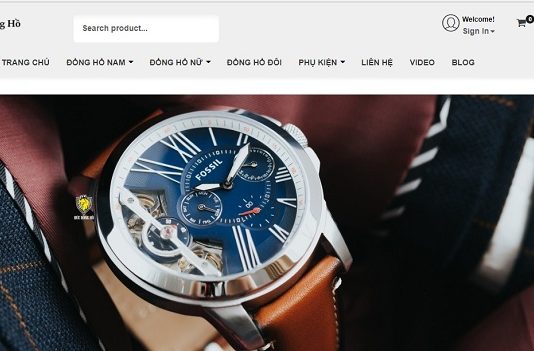 g Hồ
Search product...
Welcome!
Sign In
0
TRANG CHỦ
ĐỒNG HỒ NAM
ĐỒNG HỒ NỮ
ĐỒNG HỒ ĐÔI
PHỤ KIỆN
LIÊN HỆ
VIDEO
BLOG
FOSSIL